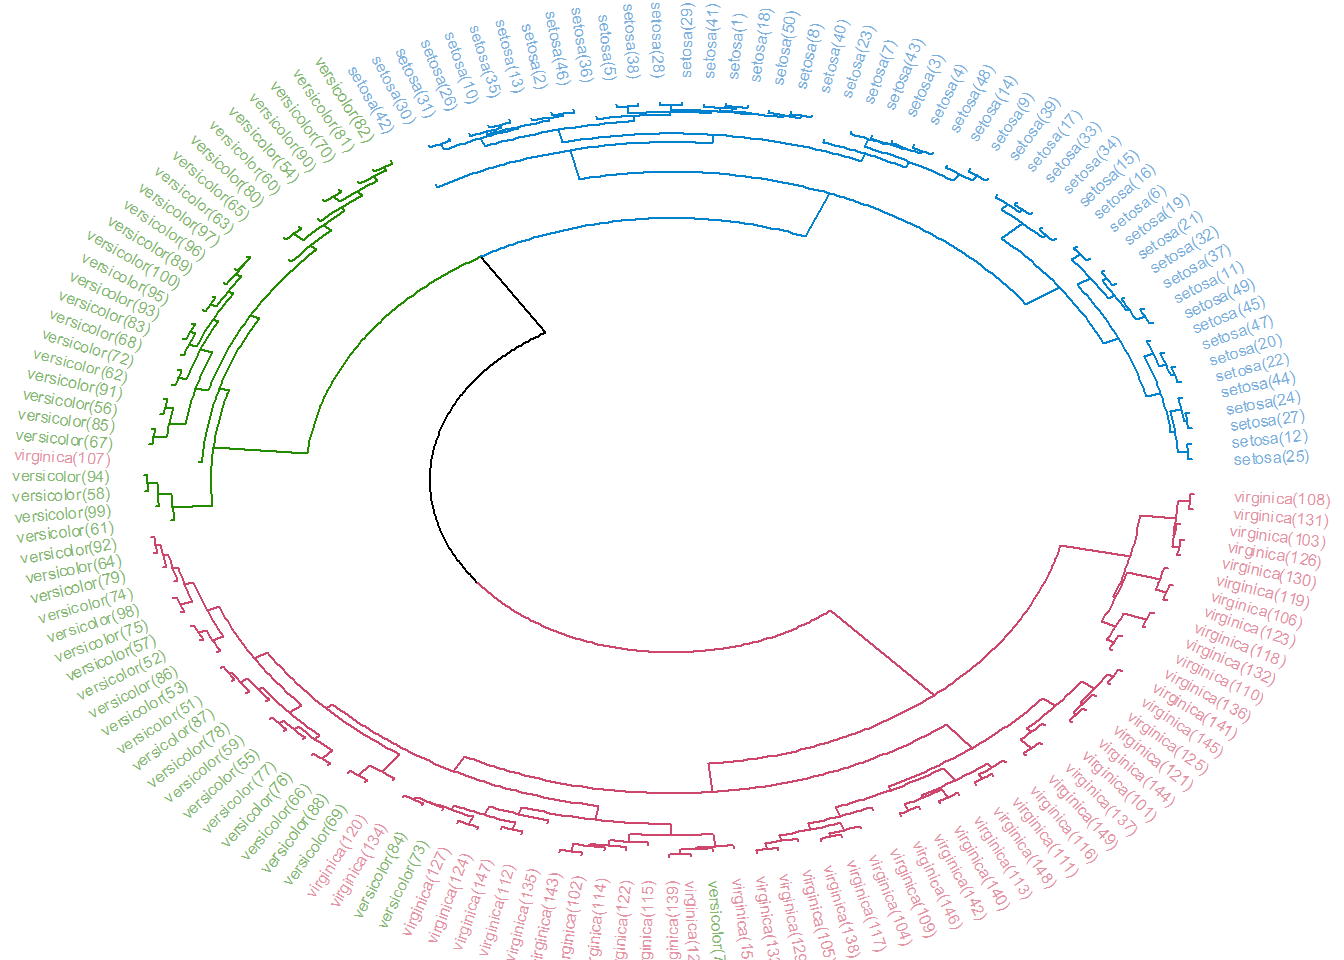 setosa(42)
setosa(30)
setosa(31)
setosa(26)
setosa(10)
setosa(35)
setosa(13)
setosa(2)
setosa(46)
setosa(36)
setosa(5)
setosa(38)
setosa(28)
setosa(29)
setosa(41)
setosa(1)
setosa(18)
setosa(50)
setosa(8)
setosa(40)
setosa(23)
setosa(7)
setosa(43)
setosa(3)
setosa(4)
setosa(48)
setosa(14)
setosa(9)
setosa(39)
setosa(17)
setosa(33)
setosa(34)
setosa(15)
setosa(16)
setosa(6)
setosa(19)
setosa(21)
setosa(32)
setosa(37)
setosa(11)
setosa(49)
setosa(45)
setosa(47)
setosa(20)
setosa(22)
setosa(44)
setosa(24)
setosa(27)
setosa(12)
setosa(25)
virginica(108)
virginica(131)
virginica(103)
virginica(126)
virginica(130)
virginica(119)
virginica(106)
virginica(123)
virginica(118)
virginica(132)
virginica(110)
virginica(136)
virginica(141)
virginica(145)
virginica(125)
virginica(121)
virginica(144)
virginica(101)
virginica(137)
virginica(149)
virginica(116)
virginica(111)
virginica(148)
virginica(113)
virginica(140)
virginica(142)
virginica(146)
virginica(109)
virginica(104)
virginica(117)
virginica(138)
virginica(105)
virginica(135)
virginica(112)
virginica(147)
virginica(124)
virginica(127)
versicolor(73)
versicolor(84)
virginica(134)
virginica(120)
versicolor(69)
versicolor(88)
versicolor(66)
versicolor(76)
versicolor(77)
versicolor(55)
versicolor(59)
versicolor(78)
versicolor(87)
versicolor(51)
versicolor(53)
versicolor(86)
versicolor(52)
versicolor(57)
versicolor(75)
versicolor(98)
versicolor(74)
versicolor(79)
versicolor(64)
versicolor(92)
versicolor(61)
versicolor(99)
versicolor(58)
versicolor(94)
virginica(107)
versicolor(67)
versicolor(85)
versicolor(56)
versicolor(91)
versicolor(62)
versicolor(72)
versicolor(68)
versicolor(83)
versicolor(93)
versicolor(95)
versicolor(100)
versicolor(89)
versicolor(96)
versicolor(97)
versicolor(63)
versicolor(65)
versicolor(80)
versicolor(60)
versicolor(54)
versicolor(90)
versicolor(70)
versicolor(81)
versicolor(82)